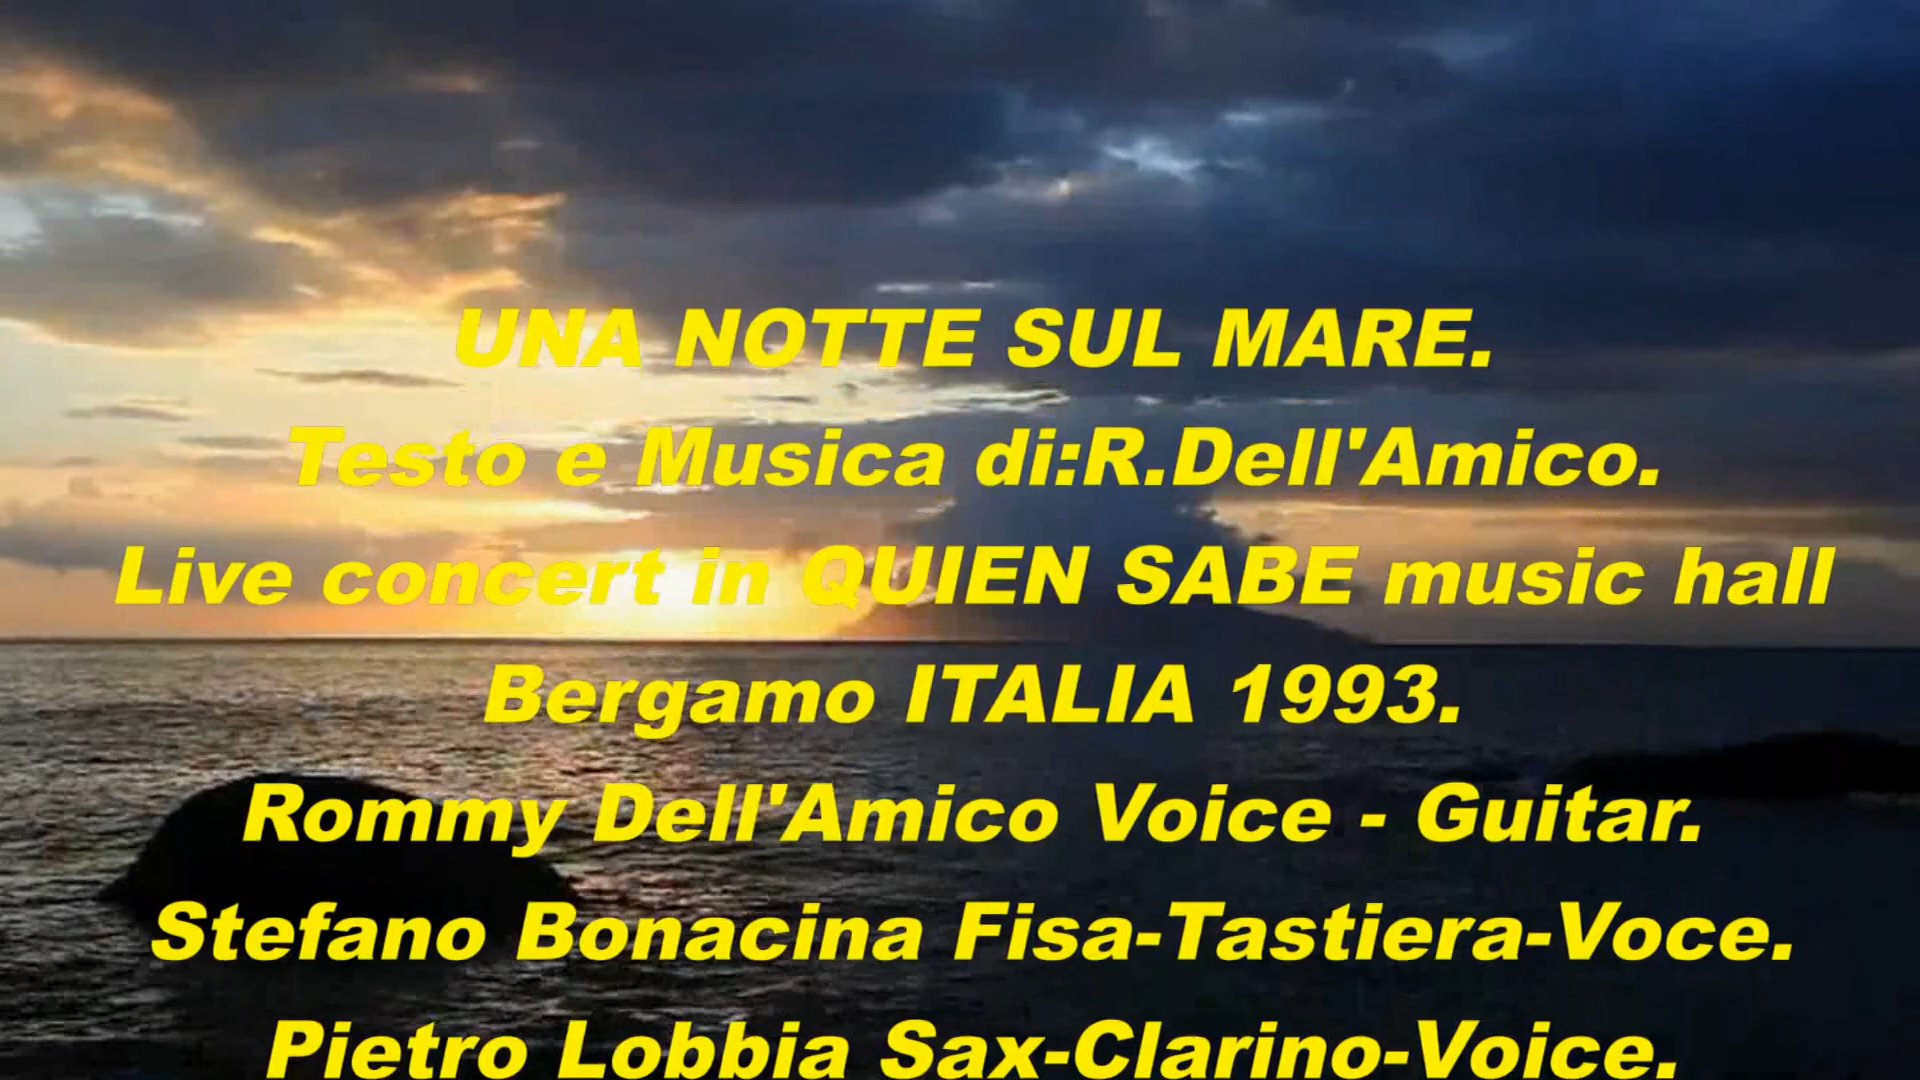 UNA NOTTE SUL MARE.
Testo e Musica di:R.Dell'Amico.
Live concert in QUIEN SABE music hall
Bergamo ITALIA 1993.
Rommy Dell'Amico Voice - Guitar.
Stefano Bonacina Fisa-Tastiera-Voce.
Pietro Lobbia Sax-Clarino-Voice.